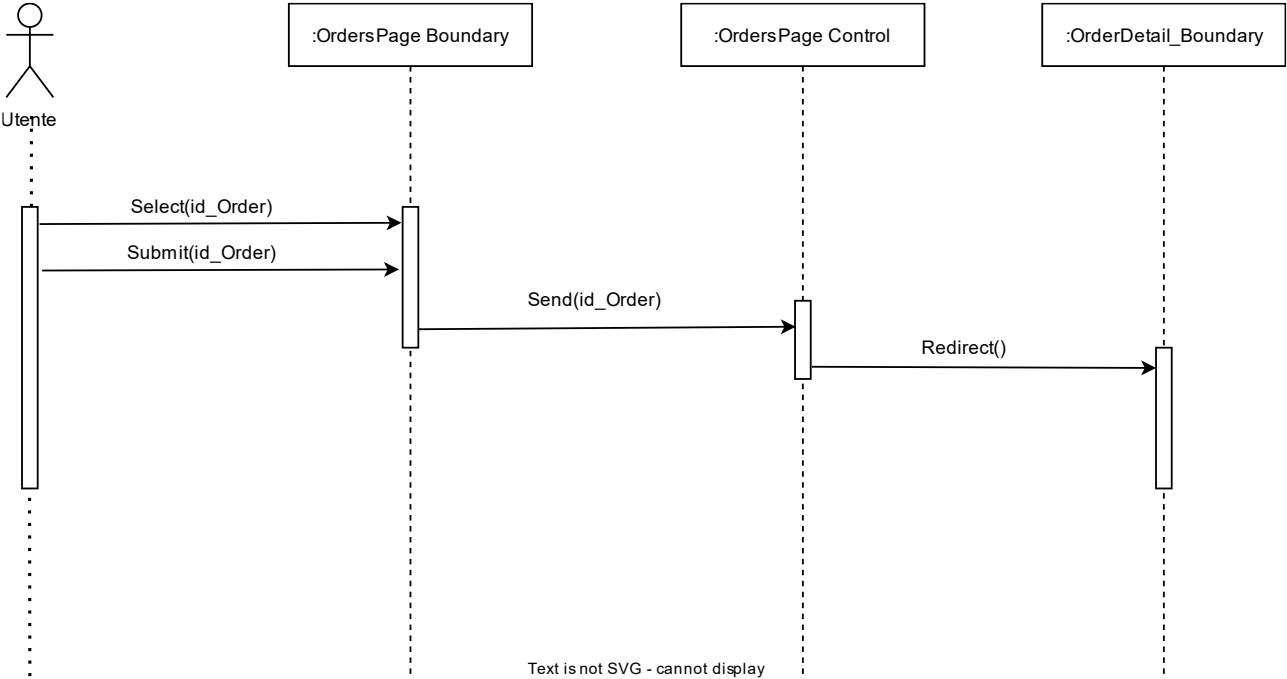 :OrdersPage Boundary
:OrdersPage Control
:OrderDetail_Boundary
Utente
Select(id_Order)
Submit(id_Order)
Send(id_Order)
Redirect()
Text is not SVG - cannot display